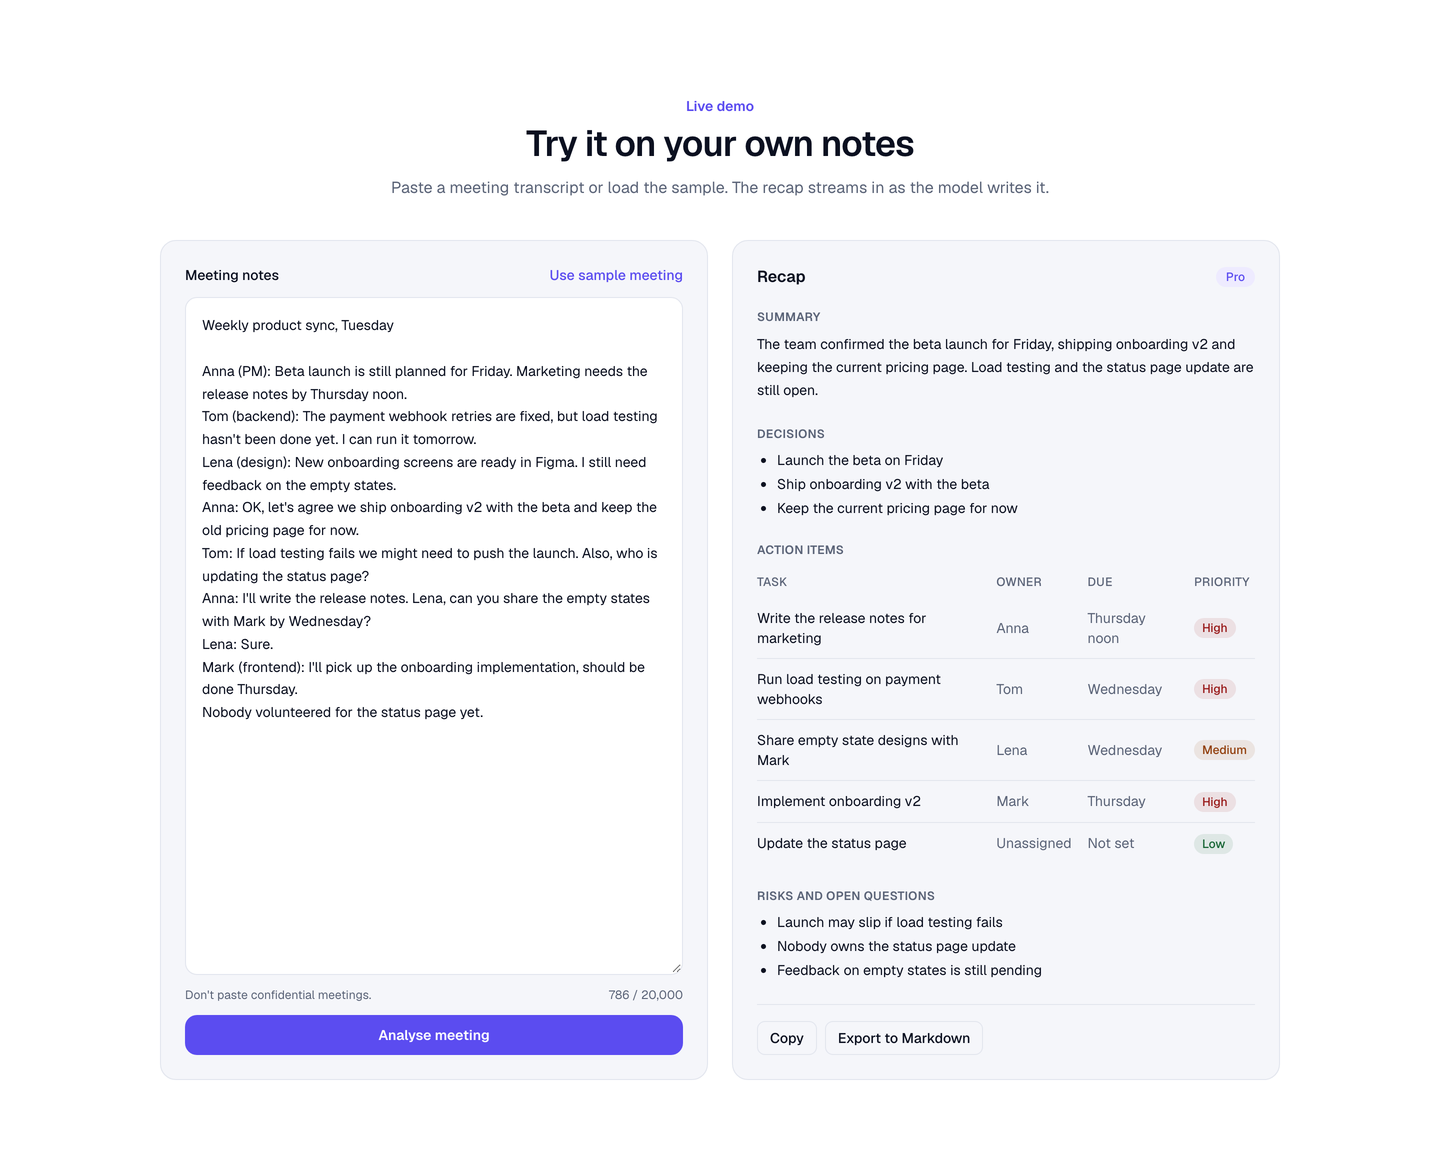 Live demo
Try it on your own notes
Paste a meeting transcript or load the sample. The recap streams in as the model writes it.
Meeting notes
Use sample meeting
Weekly product sync, Tuesday
Anna (PM): Beta launch is still planned for Friday. Marketing needs the
release notes by Thursday noon.
Tom (backend): The payment webhook retries are fixed, but load testing
hasn't been done yet. I can run it tomorrow.
Lena (design): New onboarding screens are ready in Figma. I still need
feedback on the empty states.
Anna: OK, let's agree we ship onboarding v2 with the beta and keep the
old pricing page for now.
Tom: If load testing fails we might need to push the launch. Also, who is
updating the status page?
Anna: I'll write the release notes. Lena, can you share the empty states
with Mark by Wednesday?
Lena: Sure.
Mark (frontend): I'll pick up the onboarding implementation, should be
done Thursday.
Nobody volunteered for the status page yet.
Don't paste confidential meetings.
786 / 20,000
Analyse meeting
Recap
Pro
SUMMARY
The team confirmed the beta launch for Friday, shipping onboarding v2 and
keeping the current pricing page. Load testing and the status page update are
still open.
DECISIONS
• Launch the beta on Friday
• Ship onboarding v2 with the beta
• Keep the current pricing page for now
ACTION ITEMS
TASK OWNER DUE PRIORITY
Write the release notes for
marketing
Anna
Thursday
noon
High
Run load testing on payment
webhooks
Tom
Wednesday
High
Share empty state designs with
Mark
Lena
Wednesday
Medium
Implement onboarding v2
Mark
Thursday
High
Update the status page
Unassigned
Not set
Low
RISKS AND OPEN QUESTIONS
• Launch may slip if load testing fails
• Nobody owns the status page update
• Feedback on empty states is still pending
Copy
Export to Markdown